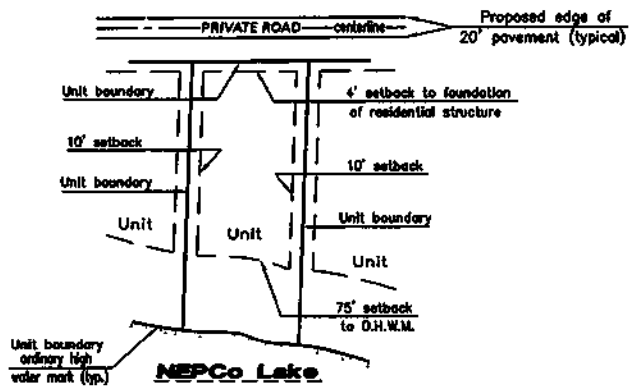 PRIVATE ROAD
centerline
Proposed edge of
20' pavement (typical)
Unit boundary
4' setback to foundation
of residential structure
10' setback
10' setback
Unit boundary
Unit boundary
Unit
Unit
Unit
75' setback
to O.H.W.M.
Unit boundary
ordinary high
water mark (typ.)
NEPCo Lake